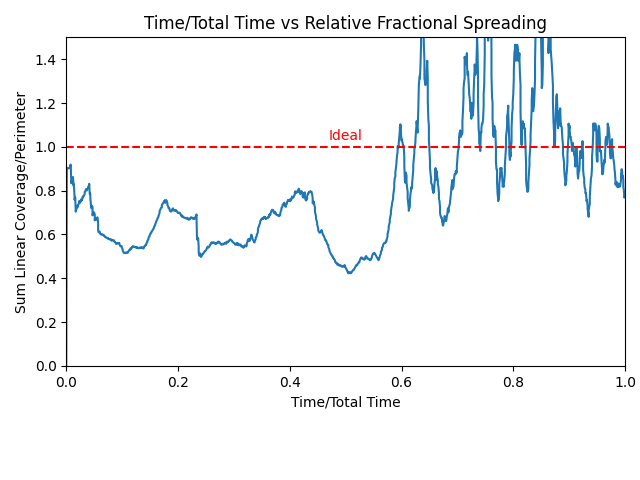 Time/Total Time vs Relative Fractional Spreading
Sum Linear Coverage/Perimeter
1.4
1.2
1.0
0.8
0.6
0.4
0.2
0.0
Ideal
0.0 0.2 0.4 0.6 0.8 1.0
Time/Total Time